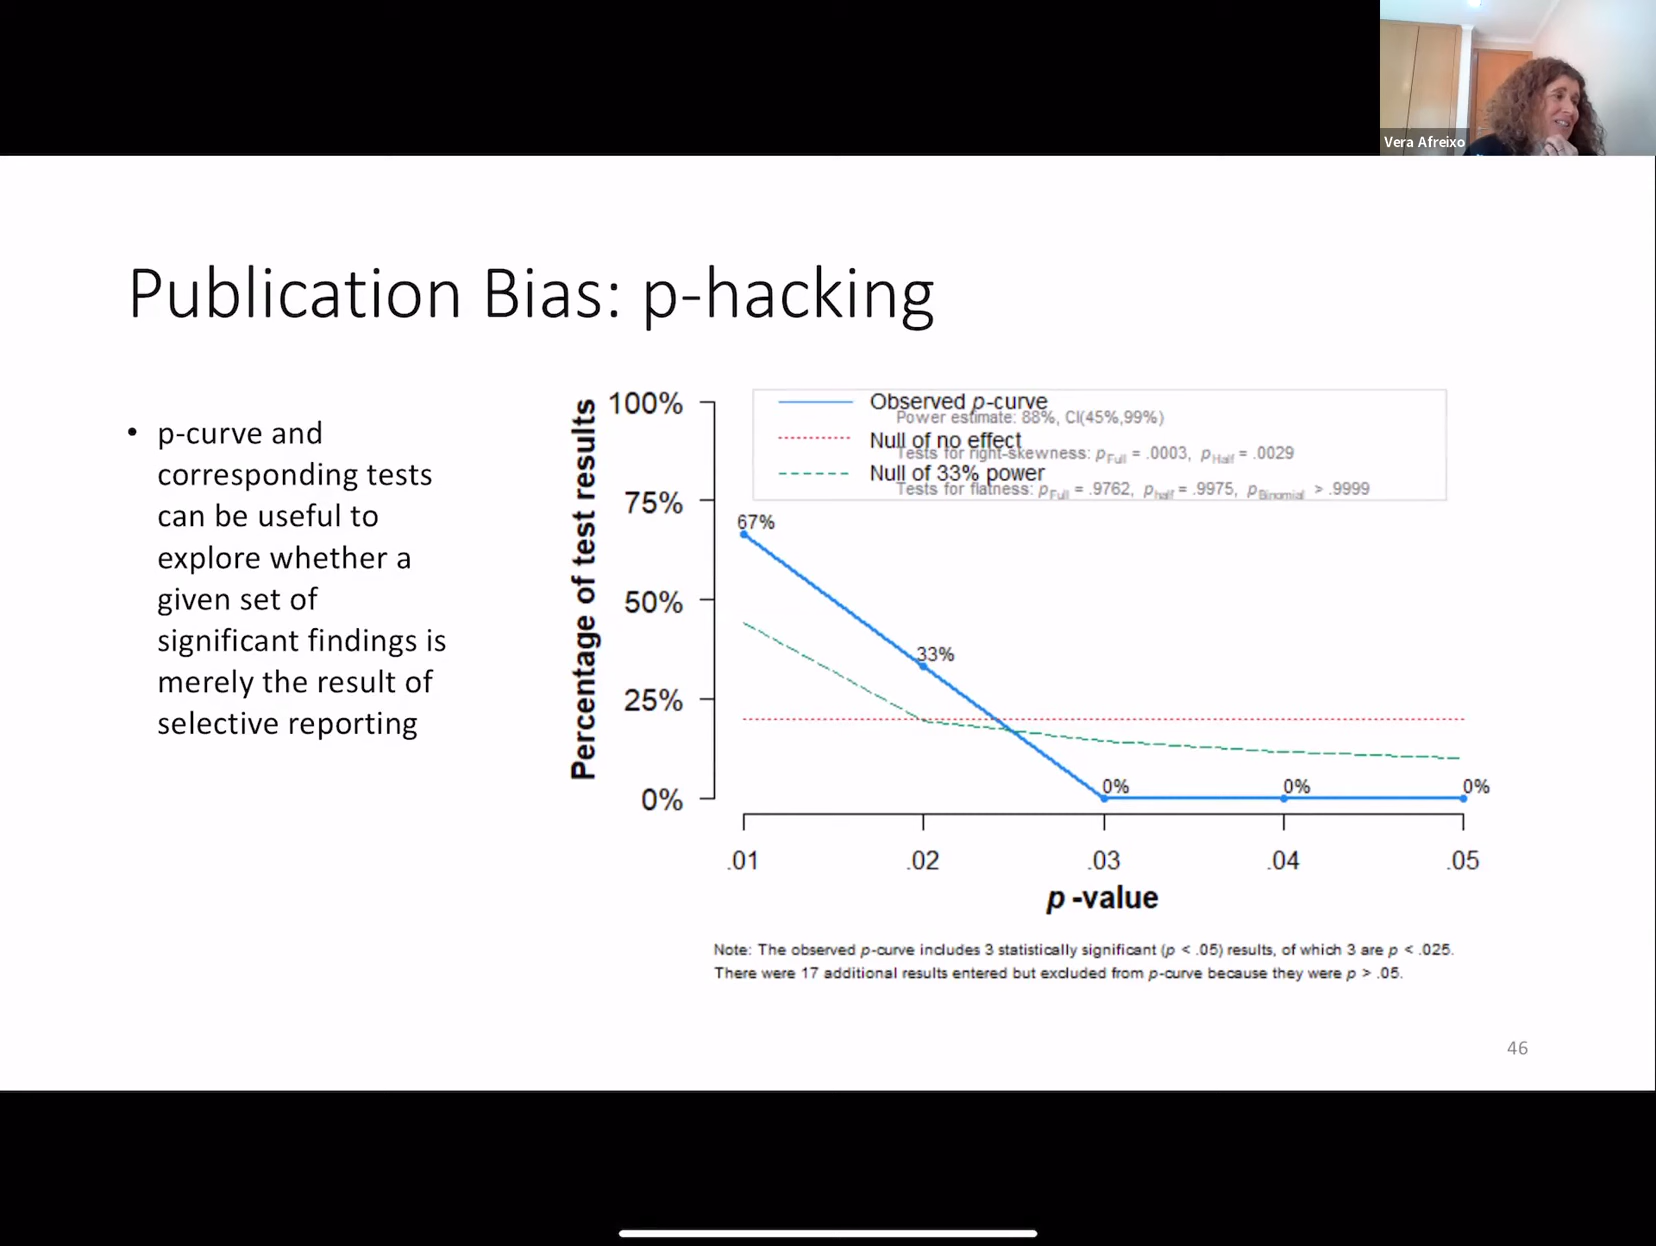 Vera Afreixo
Publication Bias: p-hacking
• p-curve and
corresponding tests
can be useful to
explore whether a
given set of
significant findings is
merely the result of
selective reporting
Percentage of test results
100%
75%
50%
25%
0%
Observed p-curve
Power estimate: 88%, CI(45%,99%)
Null of no effect
Tests for right-skewness: pFull = .0003, pHalf = .0029
Null of 33% power
Tests for flatness: pFull = .9762, phalf = .9975, pBinomial > .9999
67%
33%
0%
0%
0%
.01
.02
.03
.04
.05
p -value
Note: The observed p-curve includes 3 statistically significant (p < .05) results, of which 3 are p < .025.
There were 17 additional results entered but excluded from p-curve because they were p > .05.
46